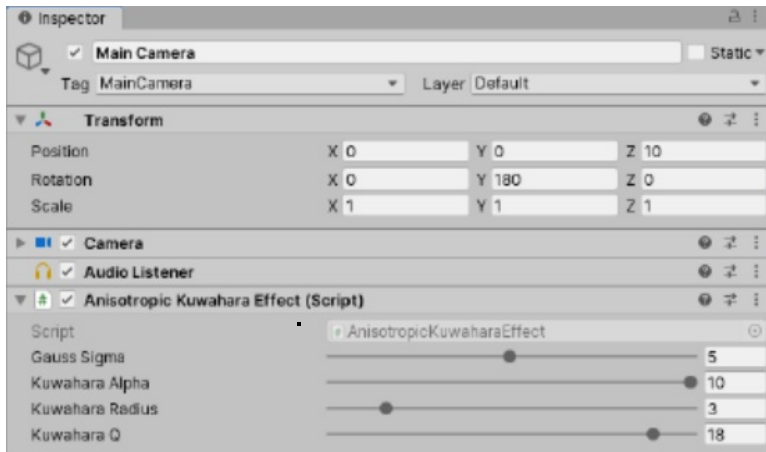 Inspector
Main Camera Static
Tag MainCamera Layer Default
Transform
Position X 0 Y 0 Z 10
Rotation X 0 Y 180 Z 0
Scale X 1 Y 1 Z 1
Camera
Audio Listener
# Anisotropic Kuwahara Effect (Script)
Script # AnisotropicKuwaharaEffect
Gauss Sigma 5
Kuwahara Alpha 10
Kuwahara Radius 3
Kuwahara Q 18